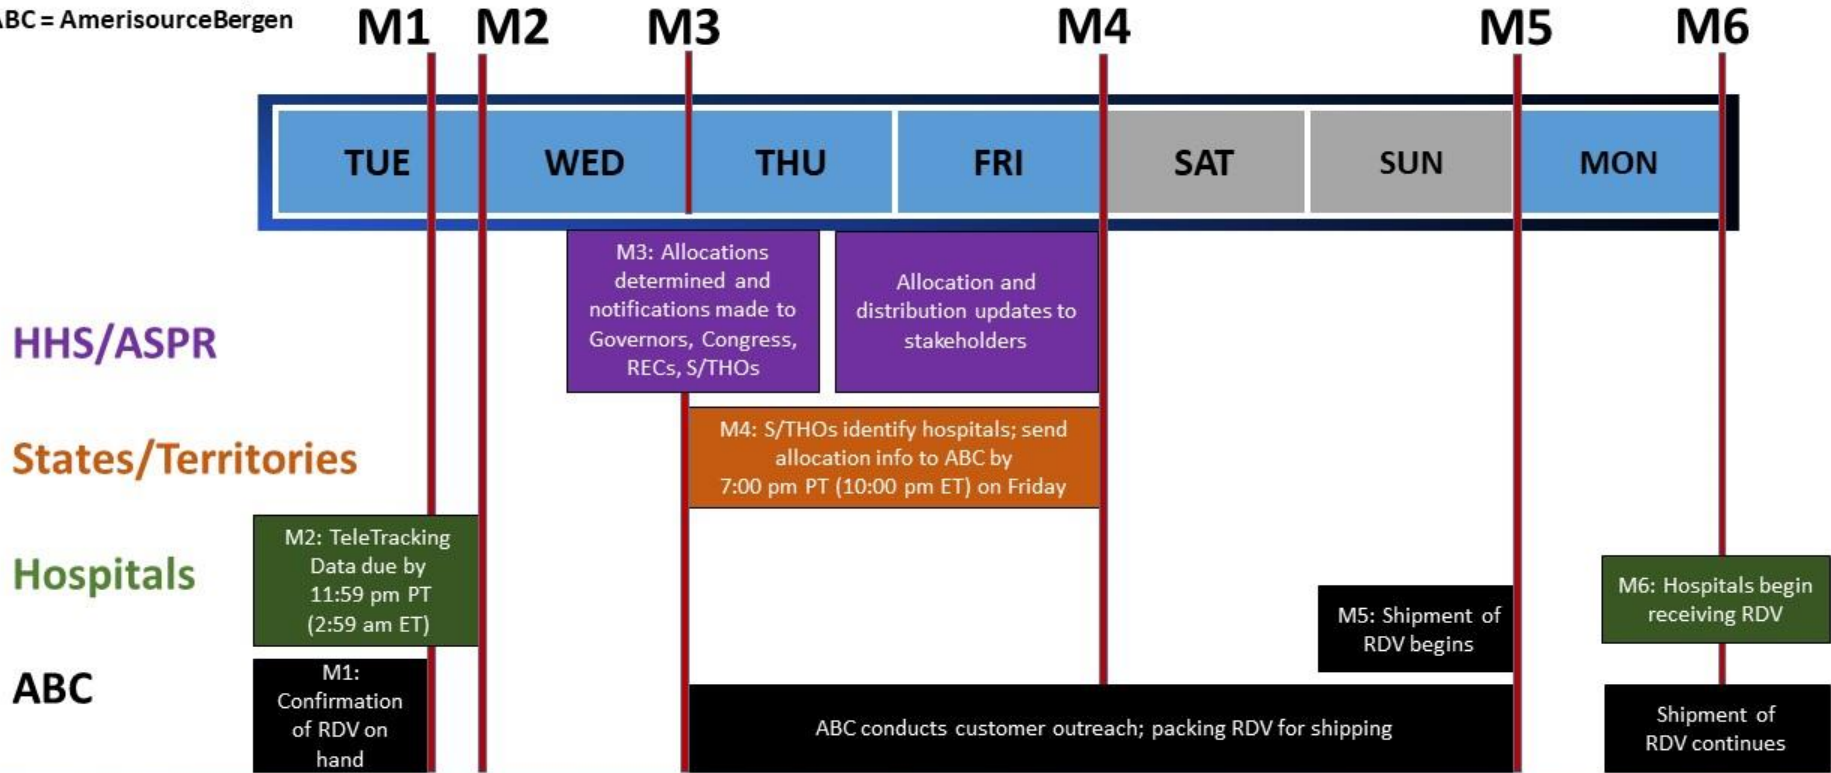 ABC = AmerisourceBergen
M1 M2 M3 M4 M5 M6
TUE WED THU FRI SAT SUN MON
HHS/ASPR
M3: Allocations
determined and
notifications made to
Governors, Congress,
RECs, S/THOs
Allocation and
distribution updates to
stakeholders
States/Territories
M4: S/THOs identify hospitals; send
allocation info to ABC by
7:00 pm PT (10:00 pm ET) on Friday
Hospitals
M2: TeleTracking
Data due by
11:59 pm PT
(2:59 am ET)
M6: Hospitals begin
receiving RDV
ABC
M1:
Confirmation
of RDV on
hand
M5: Shipment of
RDV begins
ABC conducts customer outreach; packing RDV for shipping
Shipment of
RDV continues